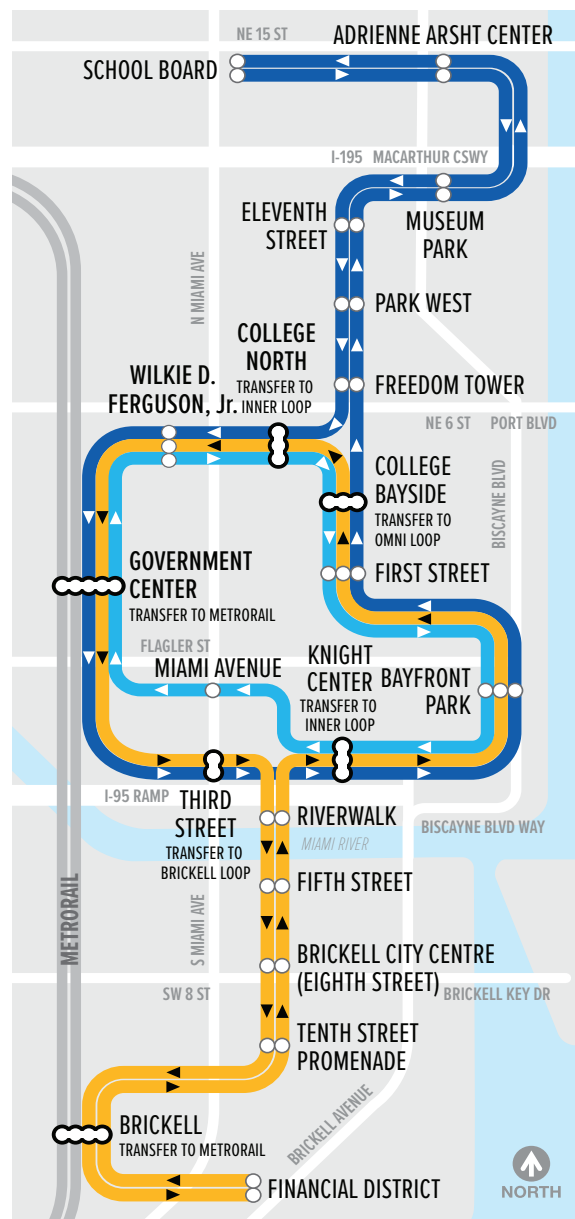 NE 15 ST
ADRIENNE ARSHT CENTER
SCHOOL BOARD
I-195 MACARTHUR CSWY
ELEVENTH
STREET
MUSEUM
PARK
N MIAMI AVE
PARK WEST
COLLEGE
NORTH
TRANSFER TO
INNER LOOP
WILKIE D.
FERGUSON, Jr.
FREEDOM TOWER
NE 6 ST
PORT BLVD
COLLEGE
BAYSIDE
TRANSFER TO
OMNI LOOP
BISCAYNE BLVD
GOVERNMENT
CENTER
TRANSFER TO METRORAIL
FIRST STREET
FLAGLER ST
MIAMI AVENUE
KNIGHT
CENTER
TRANSFER TO
INNER LOOP
BAYFRONT
PARK
I-95 RAMP
THIRD
STREET
TRANSFER TO
BRICKELL LOOP
RIVERWALK
MIAMI RIVER
BISCAYNE BLVD WAY
METRORAIL
S MIAMI AVE
FIFTH STREET
BRICKELL CITY CENTRE
(EIGHTH STREET)
SW 8 ST
BRICKELL KEY DR
TENTH STREET
PROMENADE
BRICKELL
TRANSFER TO METRORAIL
BRICKELL AVENUE
FINANCIAL DISTRICT
NORTH